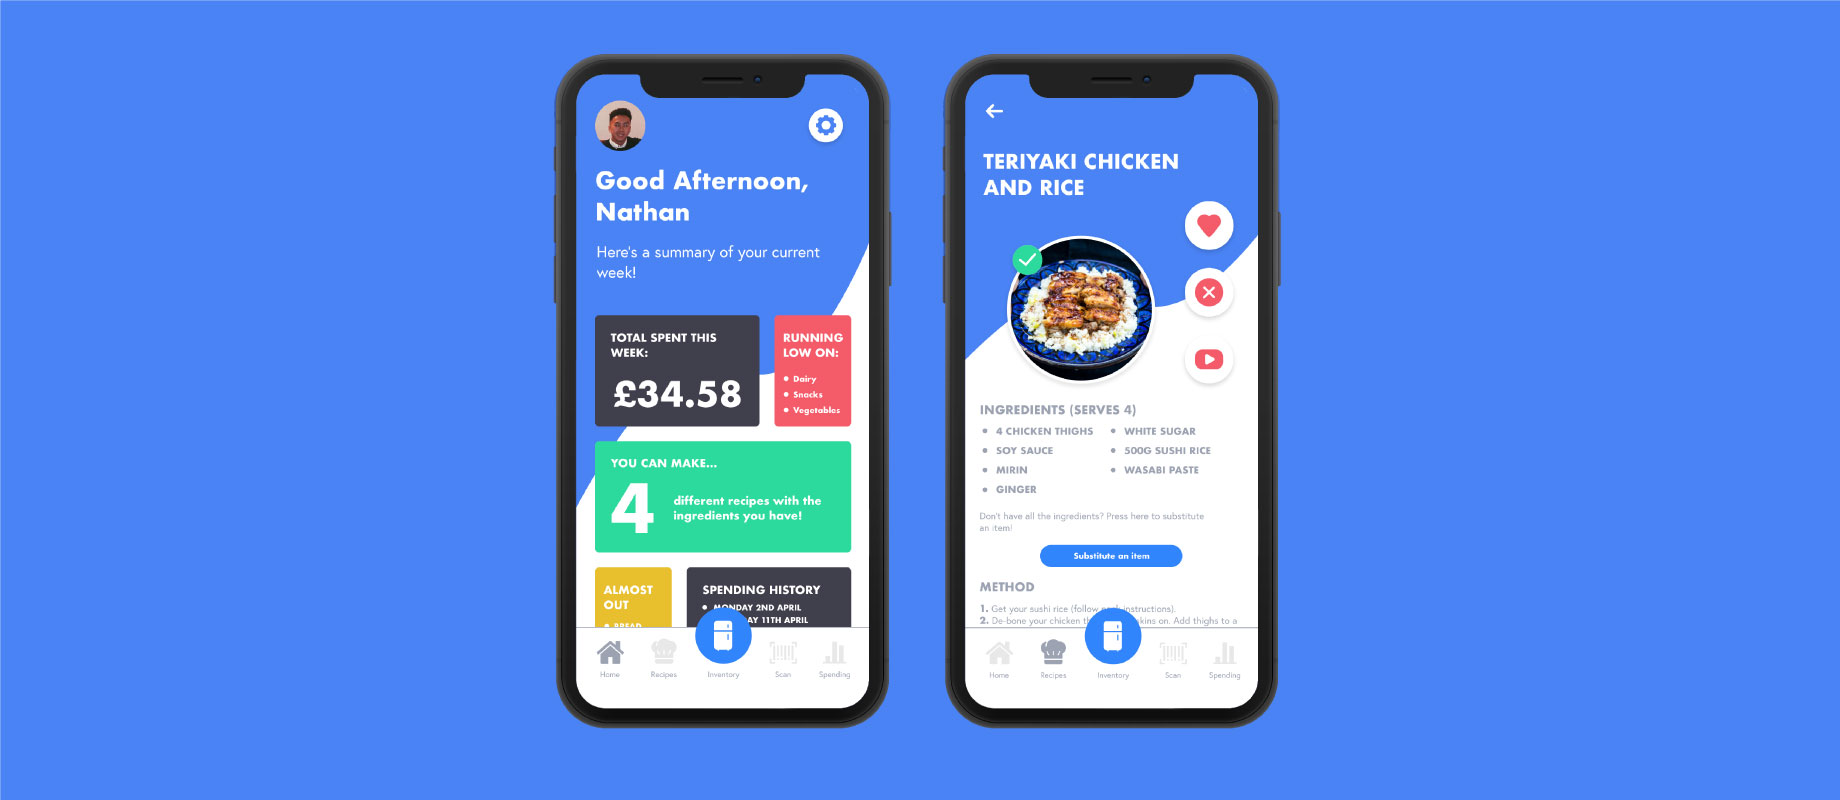 Good Afternoon,
Nathan
Here's a summary of your current
week!
TOTAL SPENT THIS
WEEK:
£34.58
RUNNING
LOW ON:
Dairy
Snacks
Vegetables
YOU CAN MAKE...
4
different recipes with the
ingredients you have!
ALMOST
OUT
BREAD
SPENDING HISTORY
MONDAY 2ND APRIL
11TH APRIL
Home
Recipes
Inventory
Scan
Spending
TERIYAKI CHICKEN
AND RICE
INGREDIENTS (SERVES 4)
4 CHICKEN THIGHS
SOY SAUCE
MIRIN
GINGER
WHITE SUGAR
500G SUSHI RICE
WASABI PASTE
Don't have all the ingredients? Press here to substitute
an item!
Substitute an item
METHOD
1. Get your sushi rice (follow instructions).
2. De-bone your chicken on. Add thighs to a
Home
Recipes
Inventory
Scan
Spending